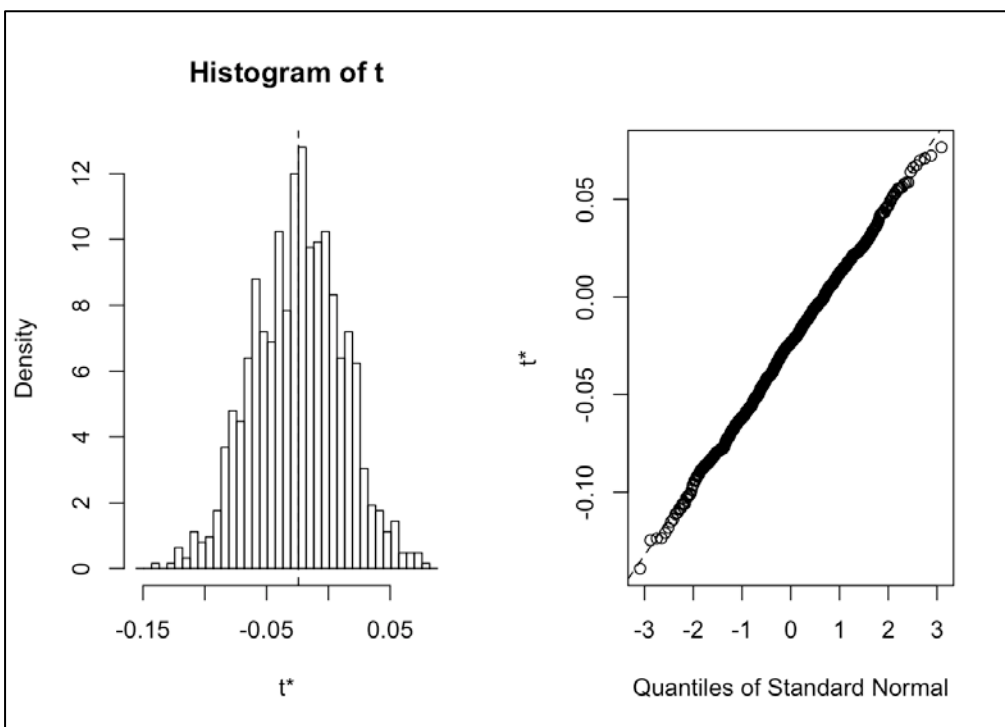 Histogram of t
Density
0 2 4 6 8 10 12
-0.15 -0.05 0.05
t*
t*
-0.10 -0.05 0.00 0.05
-3 -2 -1 0 1 2 3
Quantiles of Standard Normal